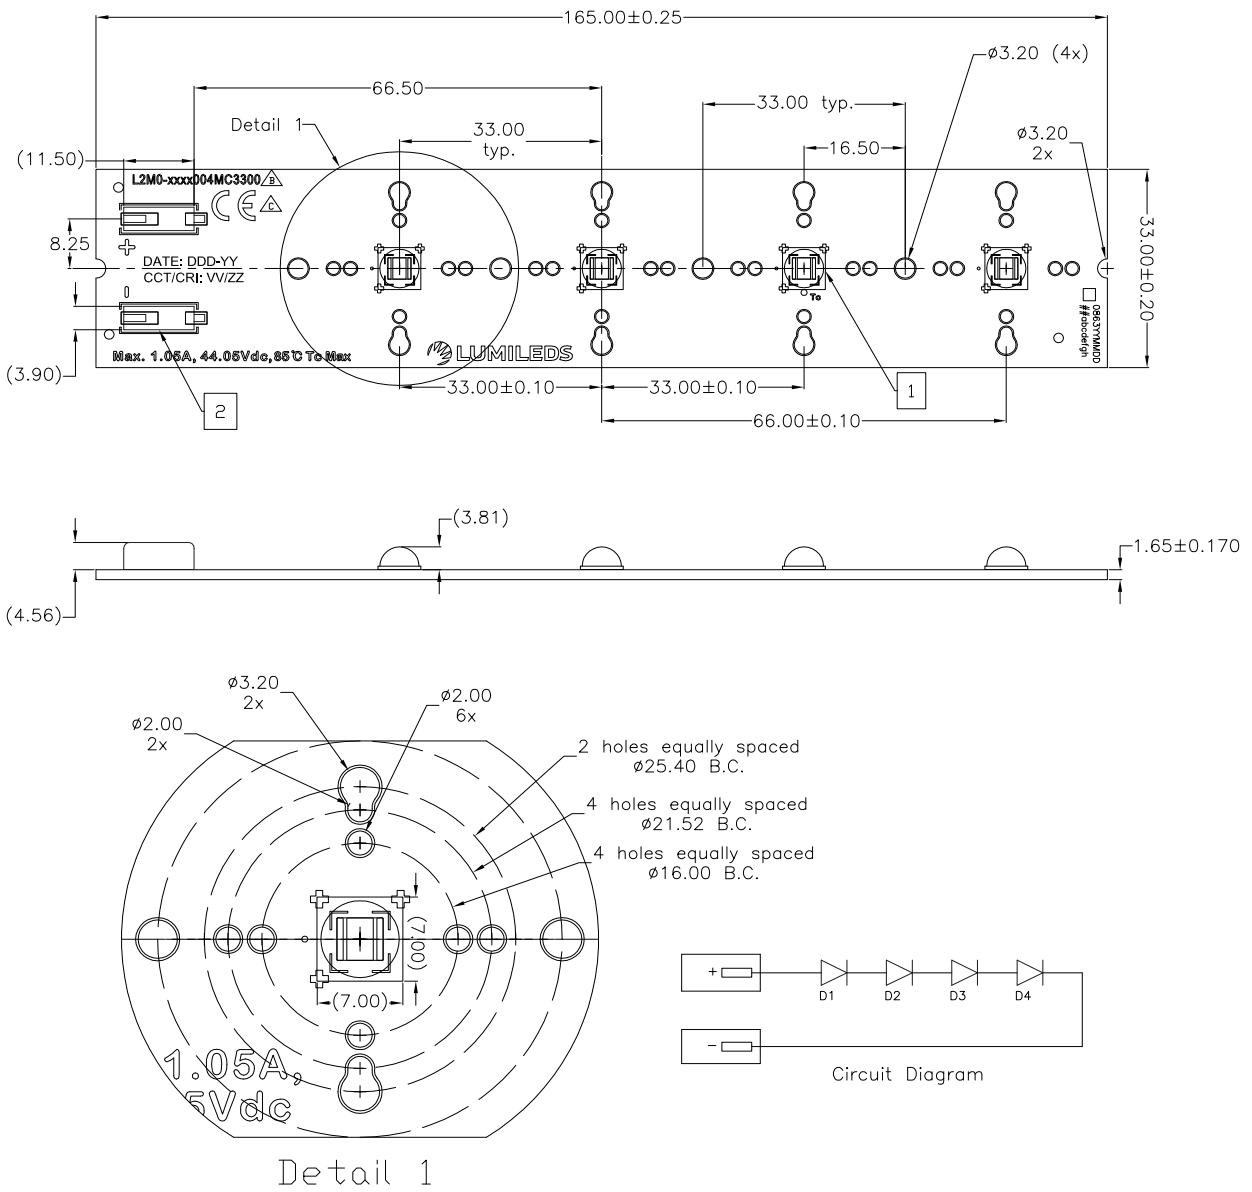 165.00±0.25
66.50
33.00 typ.
ø3.20 (4x)
Detail 1
33.00
typ.
16.50
ø3.20
2x
(11.50)
L2M0-xxxx004MC3300
B
CE
C
8.25
+
DATE: DDD-YY
CCT/CRI: VV/ZZ
-
Tc
33.00±0.20
0863YYMMDD
##abcdefgh
Max. 1.05A, 44.05Vdc,85℃ Tc Max
LUMILEDS
(3.90)
2
33.00±0.10
33.00±0.10
1
66.00±0.10
(3.81)
1.65±0.170
(4.56)
ø3.20
2x
ø2.00
6x
ø2.00
2x
2 holes equally spaced
ø25.40 B.C.
4 holes equally spaced
ø21.52 B.C.
4 holes equally spaced
ø16.00 B.C.
(7.00)
(7.00)
1.05A,
5Vdc
Detail 1
+
D1
D2
D3
D4
-
Circuit Diagram